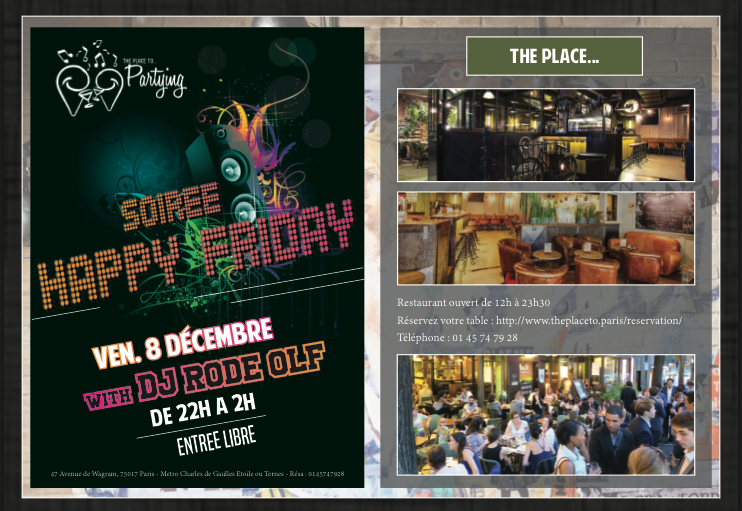 THE PLACE TO...
Partying
SOIREE
HAPPY FRIDAY
VEN. 8 DÉCEMBRE
WITH DJ RODE OLF
DE 22H A 2H
ENTREE LIBRE
47 Avenue de Wagram, 75017 Paris - Metro Charles de Gaulles Etoile ou Ternes - Résa : 0145747928
THE PLACE...
Restaurant ouvert de 12h à 23h30
Réservez votre table : http://www.theplaceto.paris/reservation/
Téléphone : 01 45 74 79 28